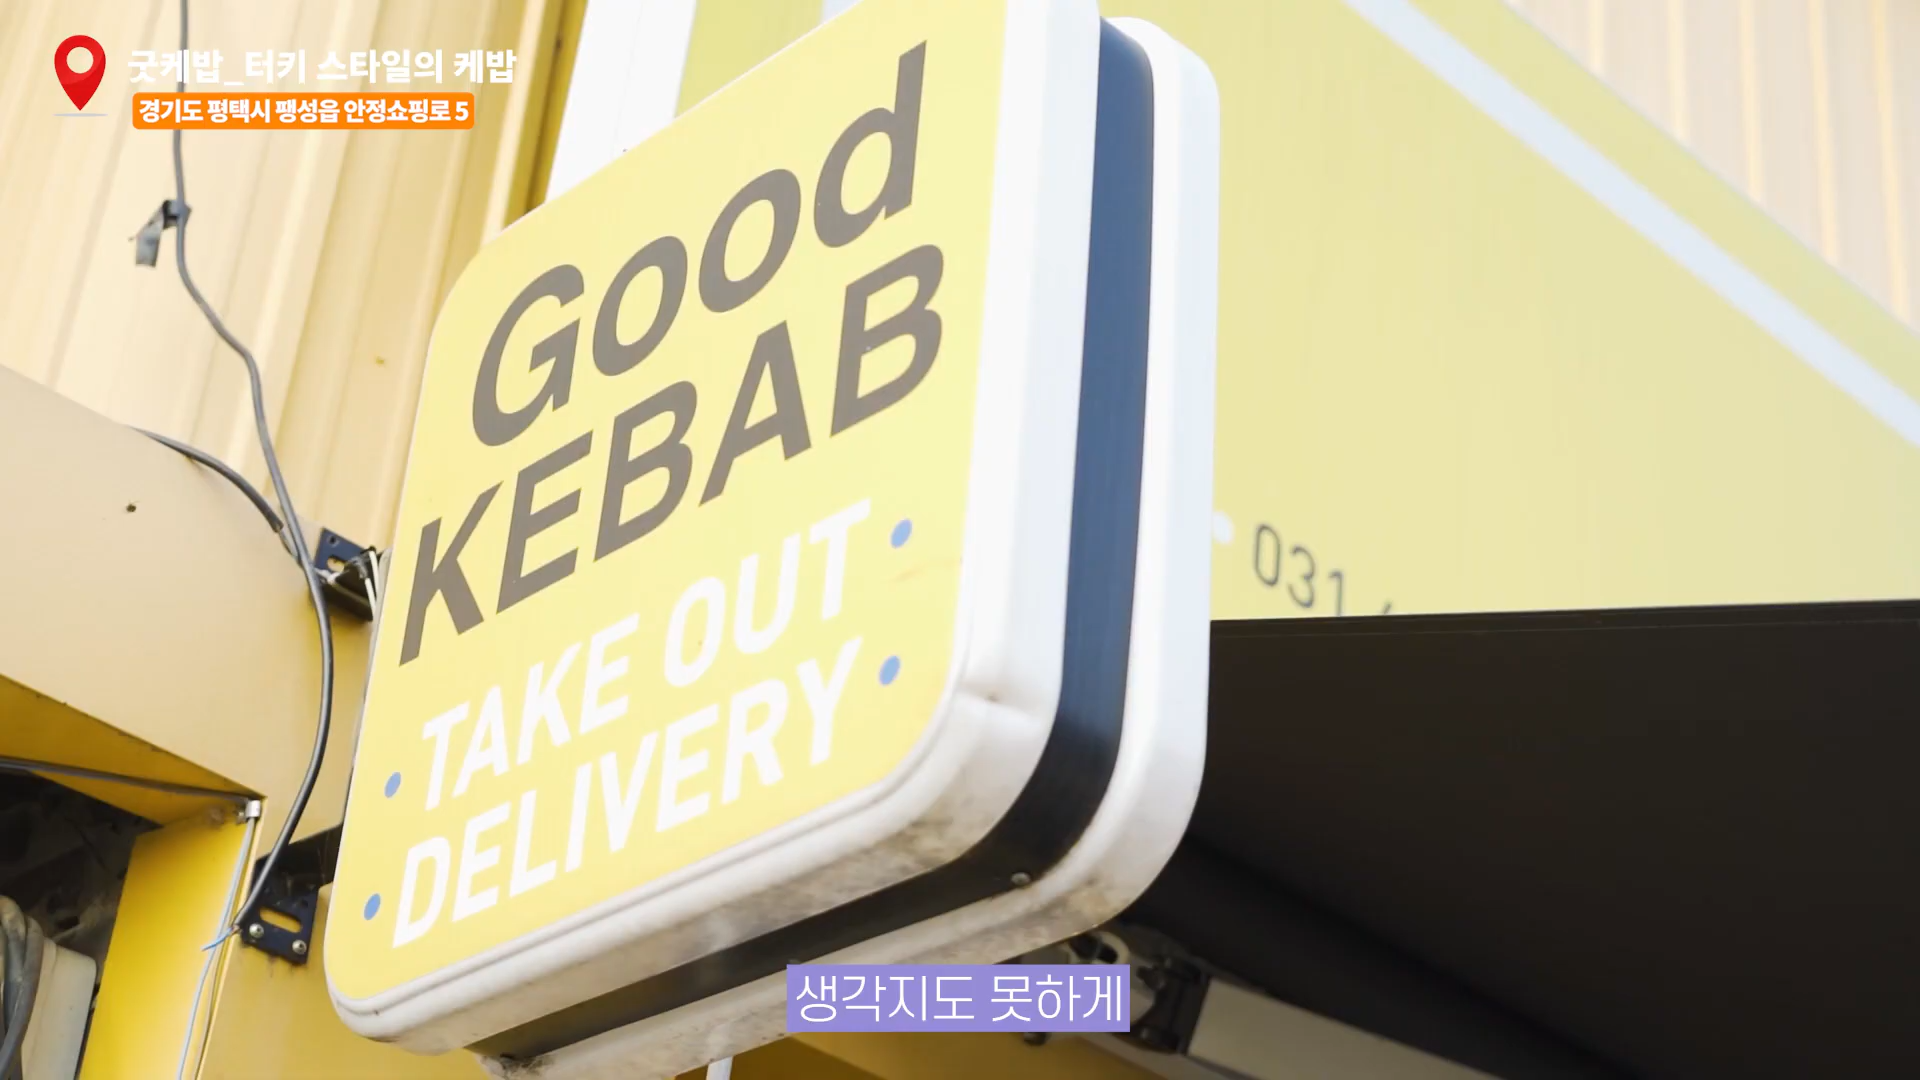 굿케밥_터키 스타일의 케밥
경기도 평택시 팽성읍 안정쇼핑로 5
Good
KEBAB
TAKE OUT
DELIVERY
031
생각지도 못하게